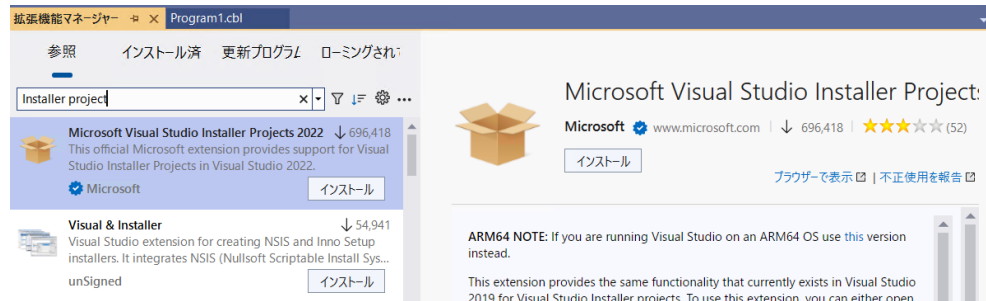 拡張機能マネージャー Program1.cbl
参照 インストール済 更新プログラム ローミングされ
Installer project
Microsoft Visual Studio Installer Projects 2022 696,418
This official Microsoft extension provides support for Visual
Studio Installer Projects in Visual Studio 2022.
Microsoft インストール
Visual & Installer 54,941
Visual Studio extension for creating NSIS and Inno Setup
installers. It integrates NSIS (Nullsoft Scriptable Install Sys...
unSigned インストール
Microsoft Visual Studio Installer Projects
Microsoft www.microsoft.com 696,418 (52)
インストール
ブラウザーで表示 | 不正使用を報告
ARM64 NOTE: If you are running Visual Studio on an ARM64 OS use this version
instead.
This extension provides the same functionality that currently exists in Visual Studio
2019 for Visual Studio Installer projects. To use this extension, you can either open